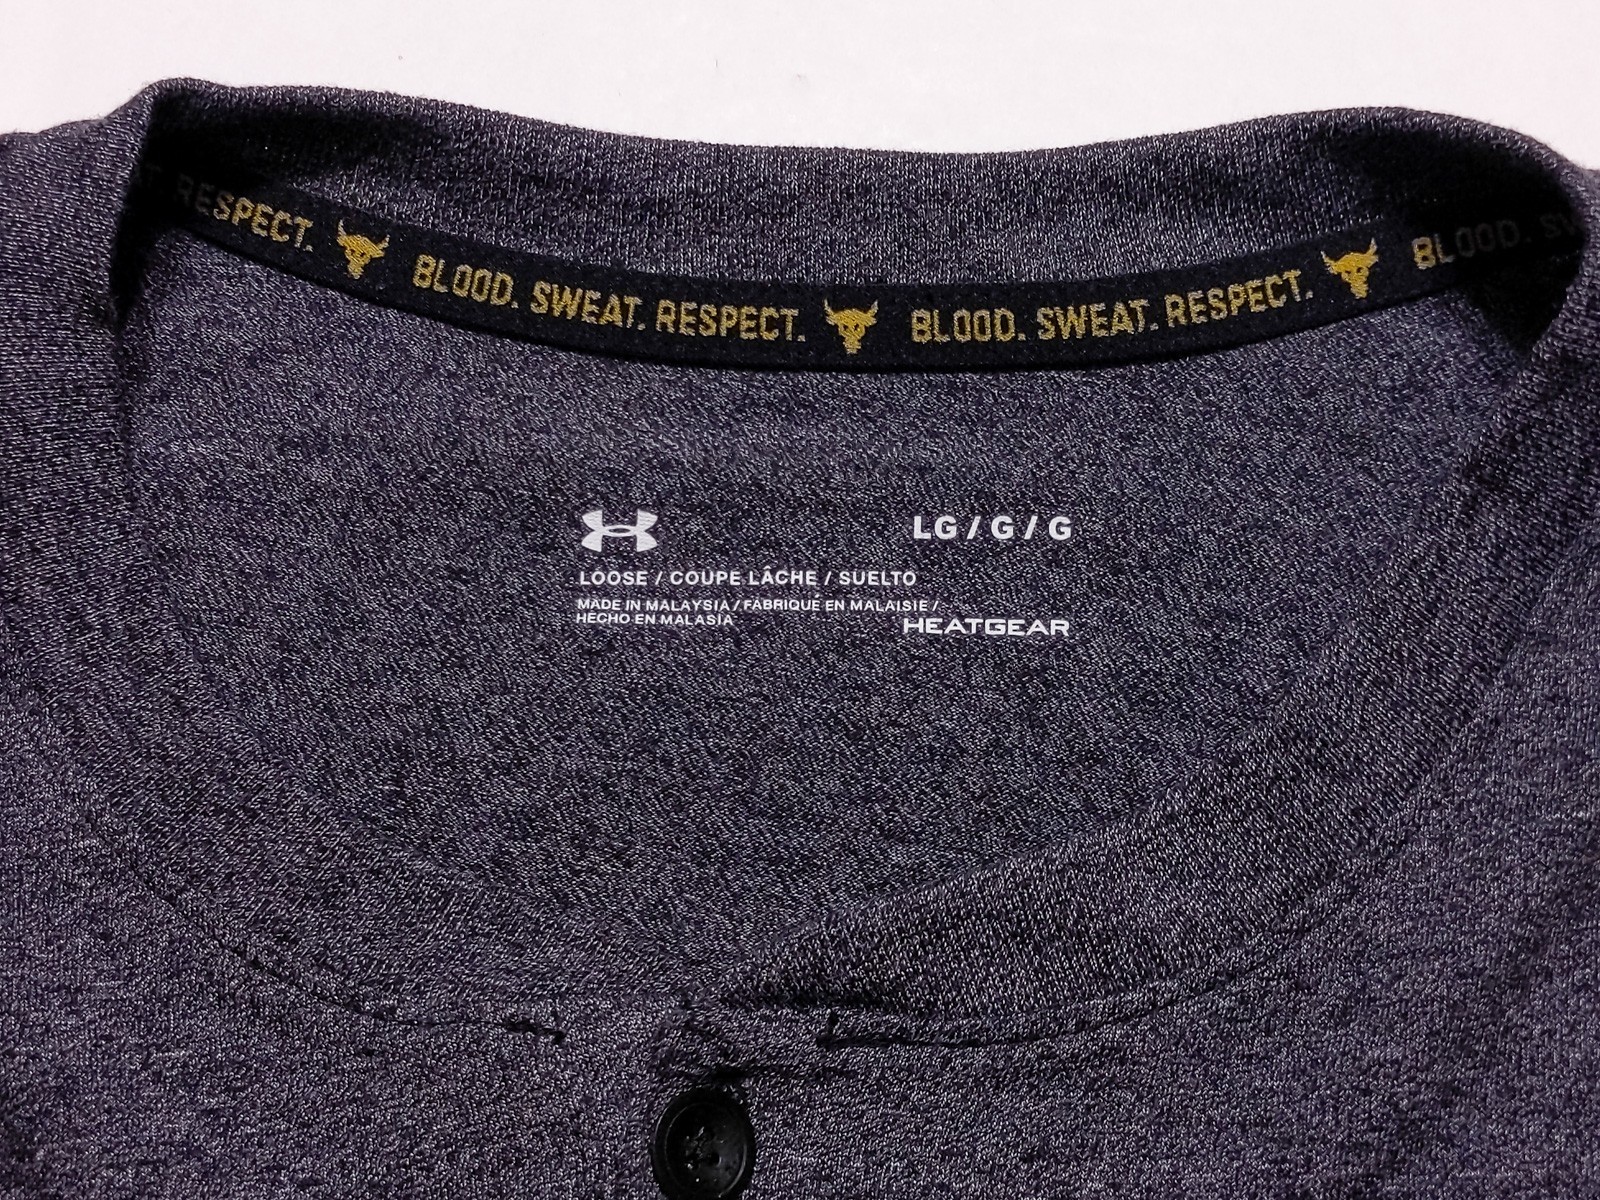 RESPECT. BLOOD. SWEAT. RESPECT. BLOOD. SWEAT. RESPECT. BLOOD.
LG / G / G
LOOSE / COUPE LÂCHE / SUELTO
MADE IN MALAYSIA / FABRIQUÉ EN MALAISIE /
HECHO EN MALASIA
HEATGEAR